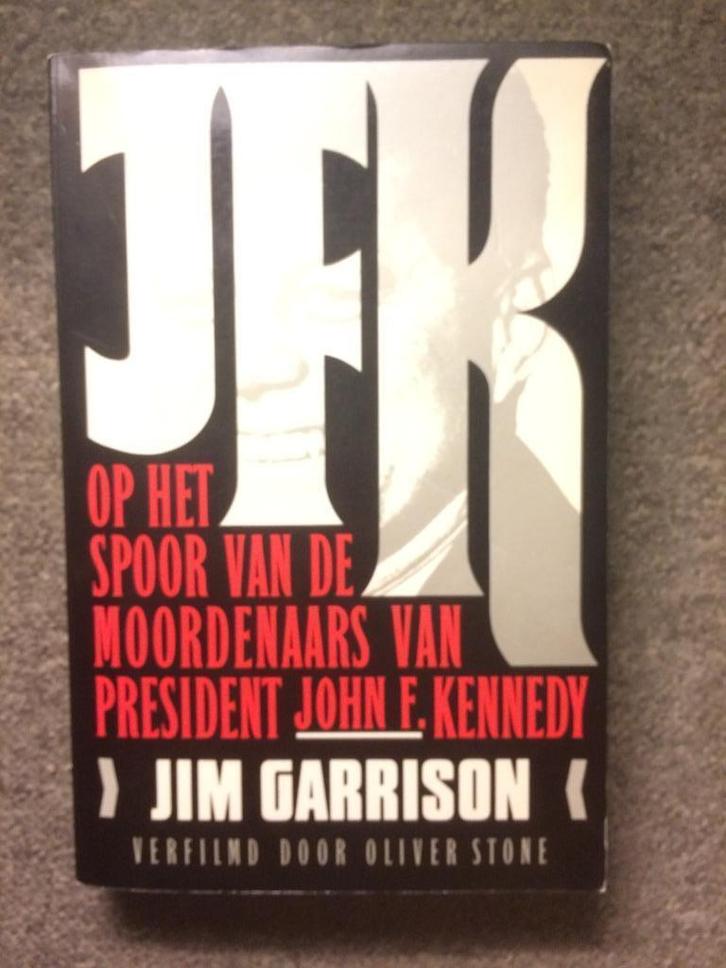 JFK
OP HET
SPOOR VAN DE
MOORDENAARS VAN
PRESIDENT JOHN F. KENNEDY
JIM GARRISON
VERFILMD DOOR OLIVER STONE